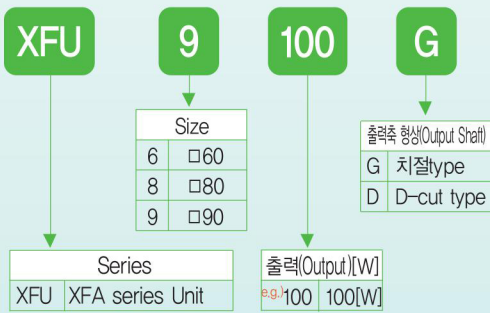 XFU 9 100 G
Size
6 □60
8 □80
9 □90
출력축 형상(Output Shaft)
G 치절type
D D-cut type
Series
XFU XFA series Unit
출력(Output)[W]
e.g.)100 100[W]